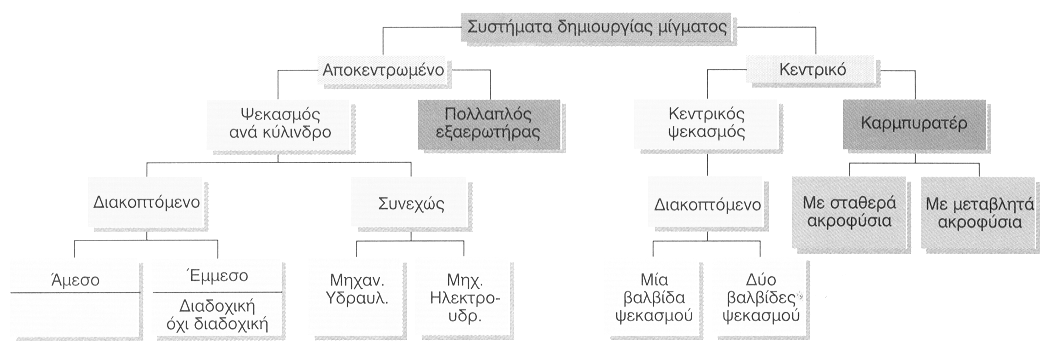 Συστήματα δημιουργίας μίγματος
Αποκεντρωμένο
Κεντρικό
Ψεκασμός
ανά κύλινδρο
Πολλαπλός
εξαερωτήρας
Κεντρικός
ψεκασμός
Καρμπυρατέρ
Διακοπτόμενο
Συνεχώς
Διακοπτόμενο
Με σταθερά
ακροφύσια
Με μεταβλητά
ακροφύσια
Άμεσο
Έμμεσο
Διαδοχική
όχι διαδοχική
Μηχαν.
Υδραυλ.
Μηχ.
Ηλεκτρο-
υδρ.
Μία
βαλβίδα
ψεκασμού
Δύο
βαλβίδες
ψεκασμού